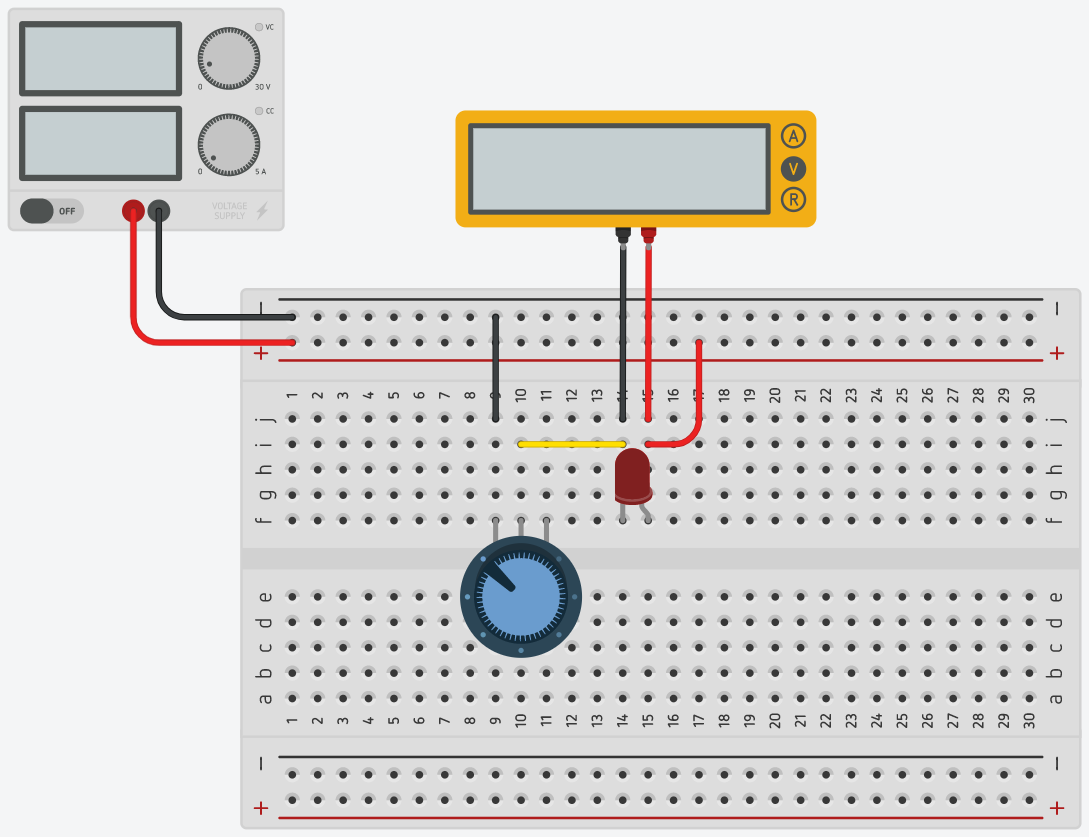 VC
0 30 V
CC
0 5 A
OFF
VOLTAGE
SUPPLY
A
V
R
− −
+ +
1 2 3 4 5 6 7 8 9 10 11 12 13 14 15 16 17 18 19 20 21 22 23 24 25 26 27 28 29 30
j j
i i
h h
g g
f f
e e
d d
c c
b b
a a
1 2 3 4 5 6 7 8 9 10 11 12 13 14 15 16 17 18 19 20 21 22 23 24 25 26 27 28 29 30
− −
+ +